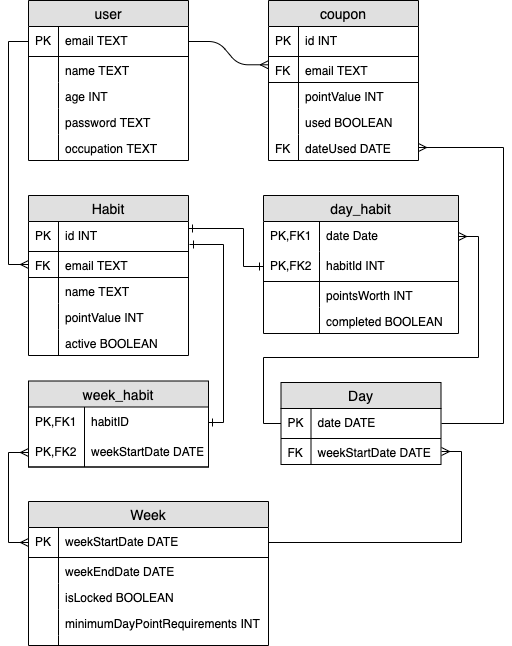 user
PK email TEXT
name TEXT
age INT
password TEXT
occupation TEXT
coupon
PK id INT
FK email TEXT
pointValue INT
used BOOLEAN
FK dateUsed DATE
Habit
PK id INT
FK email TEXT
name TEXT
pointValue INT
active BOOLEAN
day_habit
PK,FK1 date Date
PK,FK2 habitId INT
pointsWorth INT
completed BOOLEAN
week_habit
PK,FK1 habitID
PK,FK2 weekStartDate DATE
Day
PK date DATE
FK weekStartDate DATE
Week
PK weekStartDate DATE
weekEndDate DATE
isLocked BOOLEAN
minimumDayPointRequirements INT